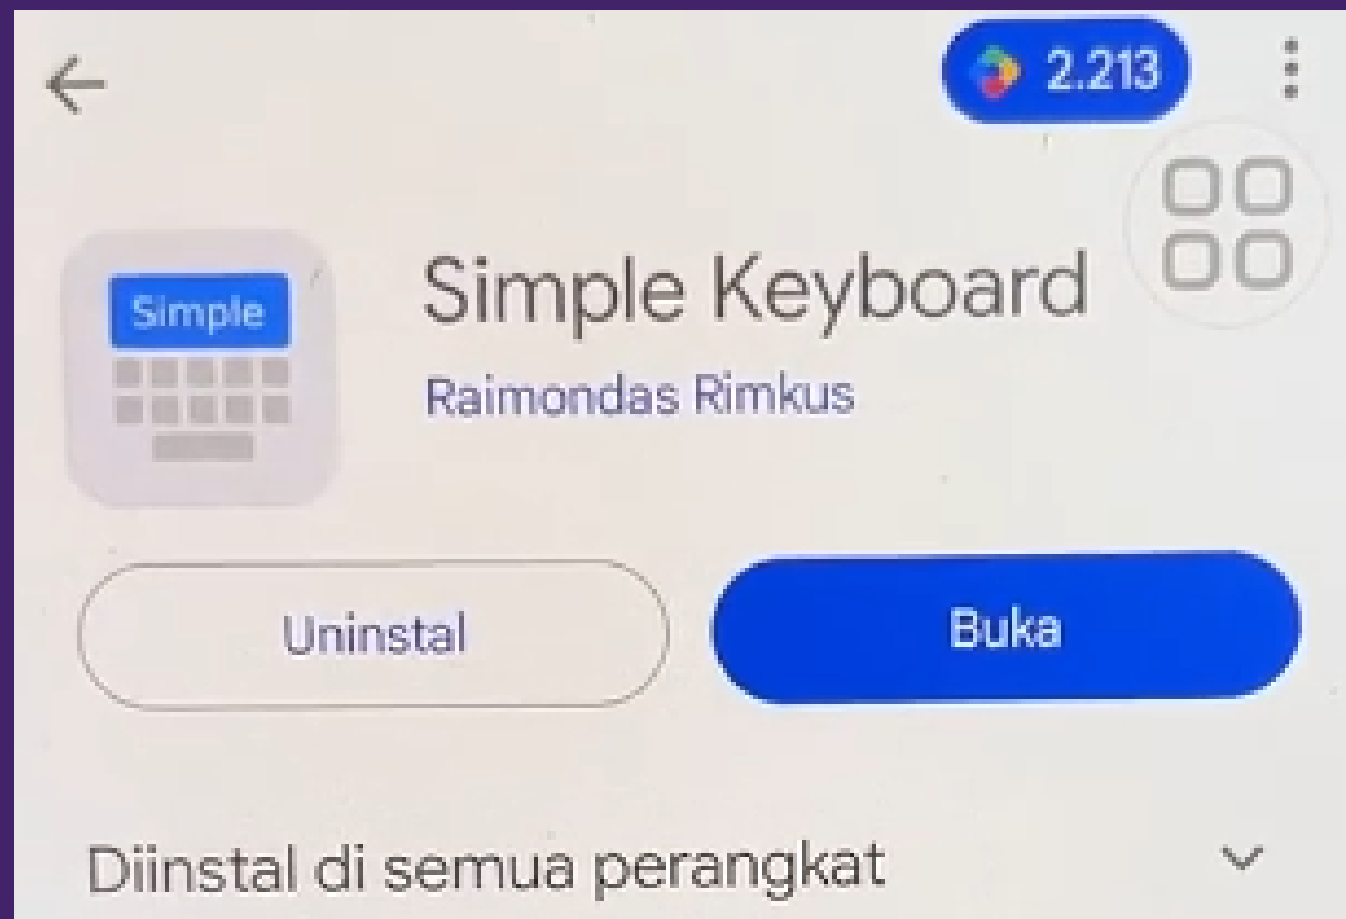 2.213
Simple
Simple Keyboard
Raimondas Rimkus
Uninstal
Buka
Diinstal di semua perangkat